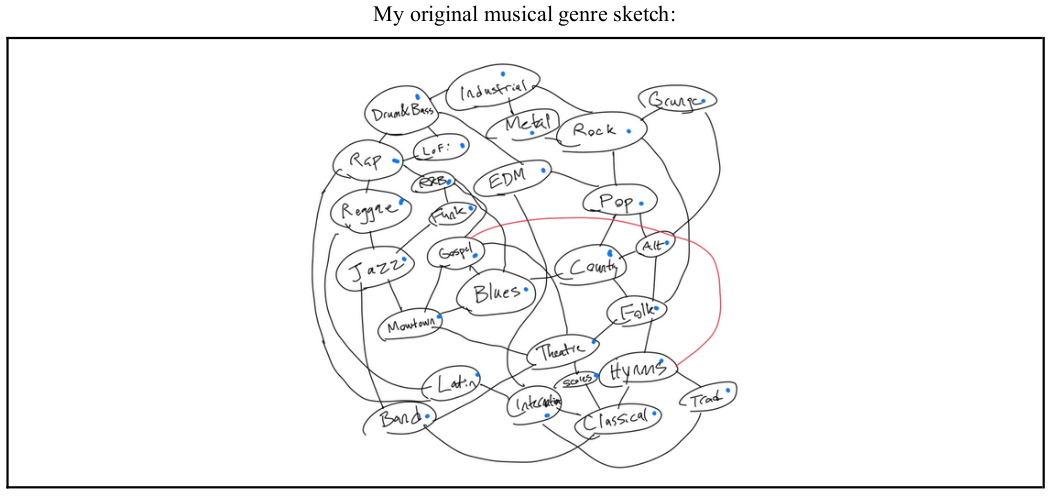 My original musical genre sketch:
Industrial
Grunge
Drum&Bass
Metal
Rock
LoFi
Rap
R&B
EDM
Reggae
Funk
Pop
Gospel
Alt
Jazz
County
Blues
Folk
Mowtown
Theatre
Hymns
Latin
Scores
Trad
Band
Classical